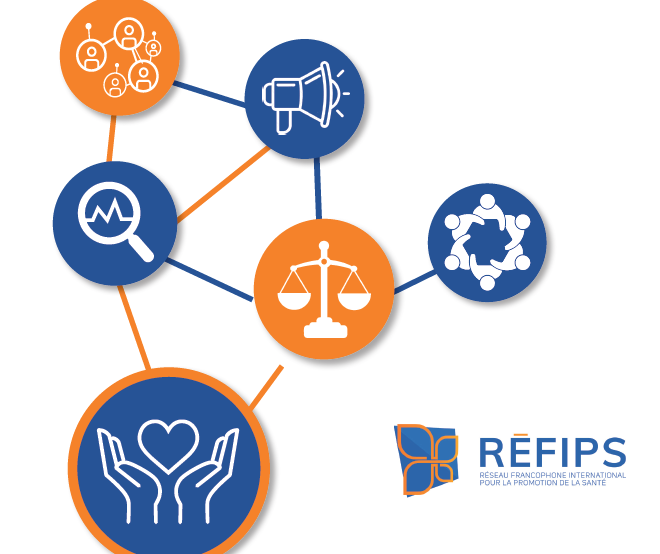 RÉFIPS
RÉSEAU FRANCOPHONE INTERNATIONAL
POUR LA PROMOTION DE LA SANTÉ